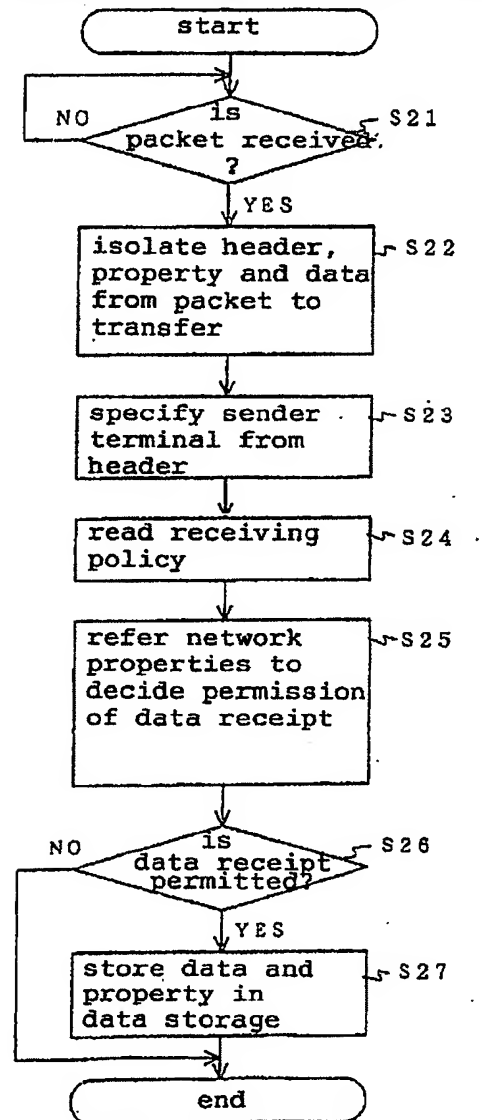 start
is
NO
S21
packet received
?
YES
isolate header,
S22
property and data
from packet to
transfer
specify sender
S23
terminal from
header
read receiving
S24
policy
refer network
S25
properties to
decide permission
of data receipt
is
NO
S26
data receipt
permitted?
YES
store data and
S27
property in
data storage
end